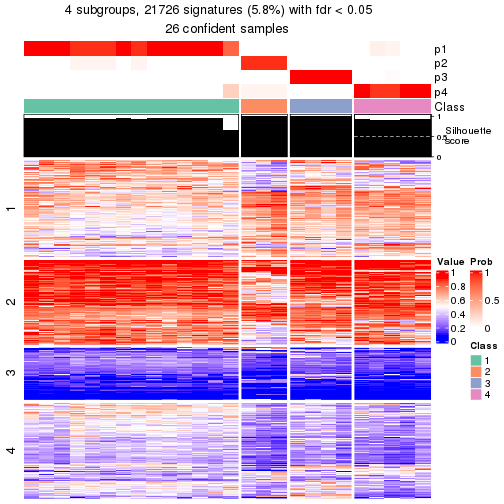 4 subgroups, 21726 signatures (5.8%) with fdr < 0.05
26 confident samples
p1
p2
p3
p4
Class
1
0.5
0
Silhouette
score
1
2
3
4
Value
1
0.8
0.6
0.4
0.2
0
Prob
1
0.5
0
Class
1
2
3
4